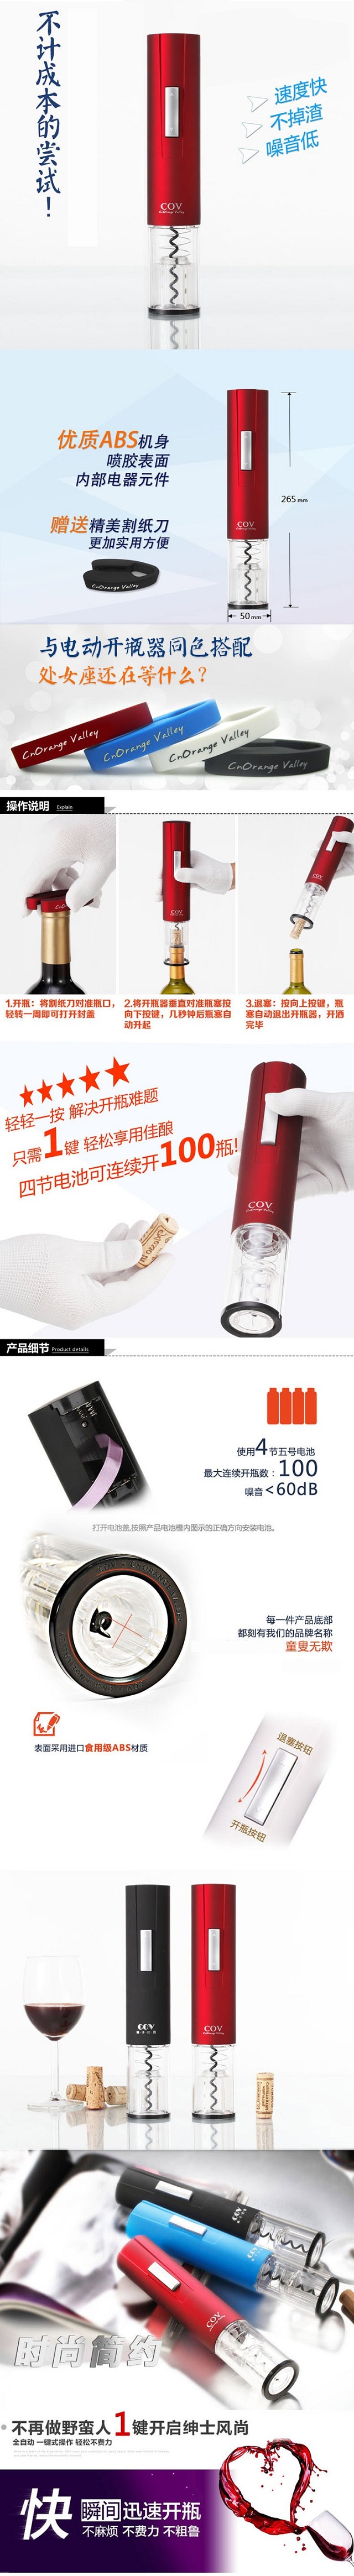 不计成本的尝试！
速度快
不掉渣
噪音低
COV
优质ABS机身
喷胶表面
内部电器元件
赠送精美割纸刀
更加实用方便
CnOrange Valley
265mm
COV
50mm
与电动开瓶器同色搭配
处女座还在等什么？
CnOrange Valley
CnOrange Valley
CnOrange Valley
CnOrange Valley
操作说明 Explain
1.开瓶：将割纸刀对准瓶口，
轻转一周即可打开封盖
2.将开瓶器垂直对准瓶塞按
向下按键，几秒钟后瓶塞自
动开起
3.退塞：按向上按键，瓶
塞自动退出开瓶器，开酒
完毕
轻轻一按 解决开瓶难题
只需1键 轻松享用佳酿
四节电池可连续开100瓶!
COV
产品细节 Product details
使用4节五号电池
最大连续开瓶数：100
噪音<60dB
打开电池盖,按照产品电池槽内图示的正确方向安装电池。
每一件产品底部
都刻有我们的品牌名称
童叟无欺
表面采用进口食用级ABS材质
退塞按钮
开瓶按钮
COV
COV
COV
COV
COV
时尚简约
不再做野蛮人1键开启绅士风尚
全自动 一键式操作 轻松不费力
快 瞬间迅速开瓶
不麻烦 不费力 不粗鲁